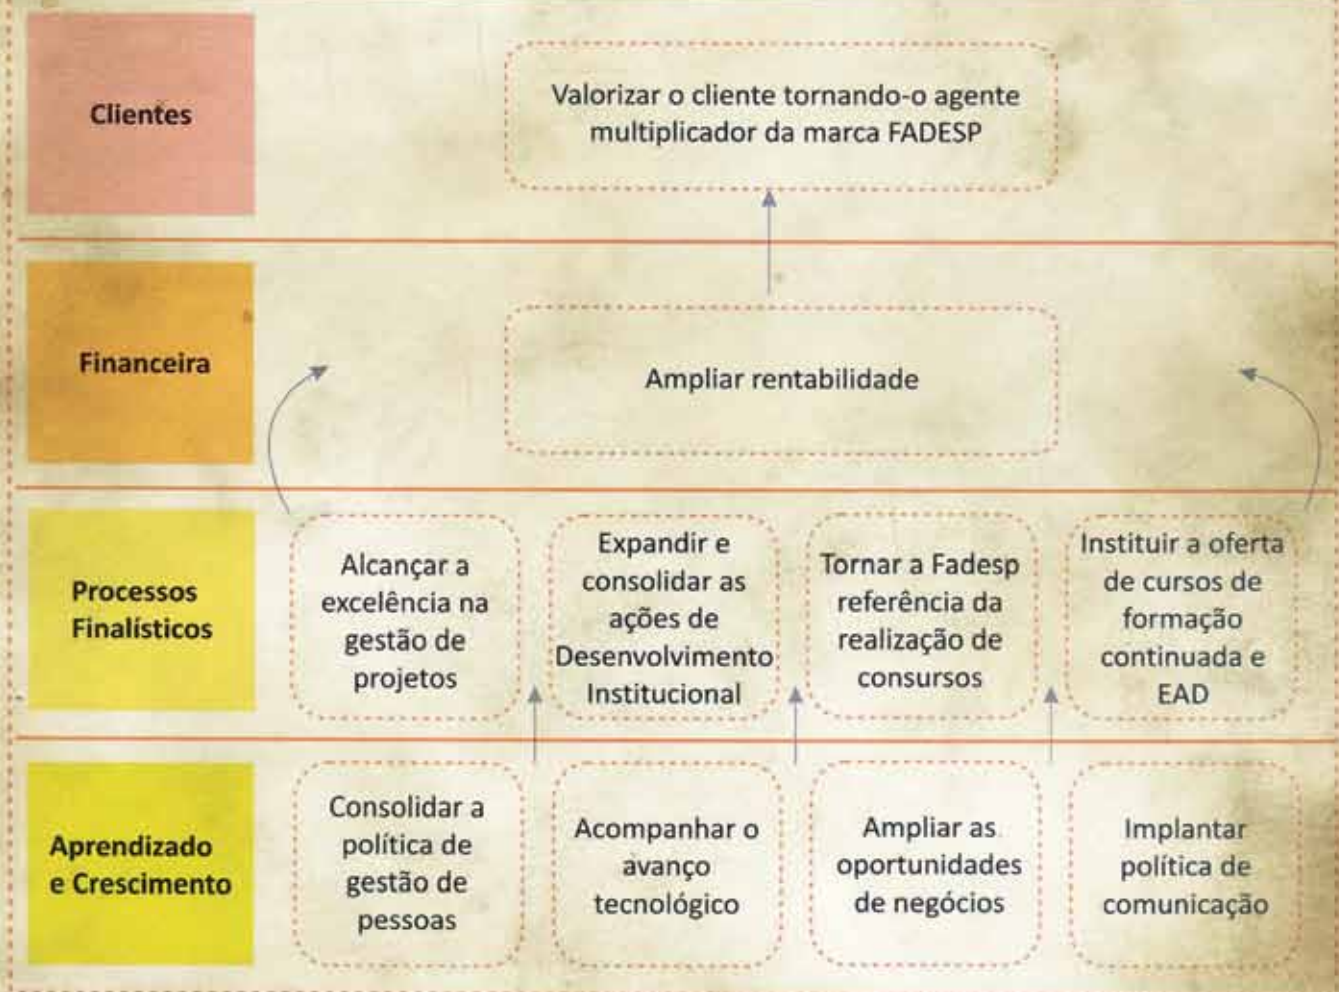 Clientes
Valorizar o cliente tornando-o agente
multiplicador da marca FADESP
Financeira
Ampliar rentabilidade
Processos
Finalísticos
Alcançar a
excelência na
gestão de
projetos
Expandir e
consolidar as
ações de
Desenvolvimento
Institucional
Tornar a Fadesp
referência da
realização de
consursos
Instituir a oferta
de cursos de
formação
continuada e
EAD
Aprendizado
e Crescimento
Consolidar a
política de
gestão de
pessoas
Acompanhar o
avanço
tecnológico
Ampliar as
oportunidades
de negócios
Implantar
política de
comunicação